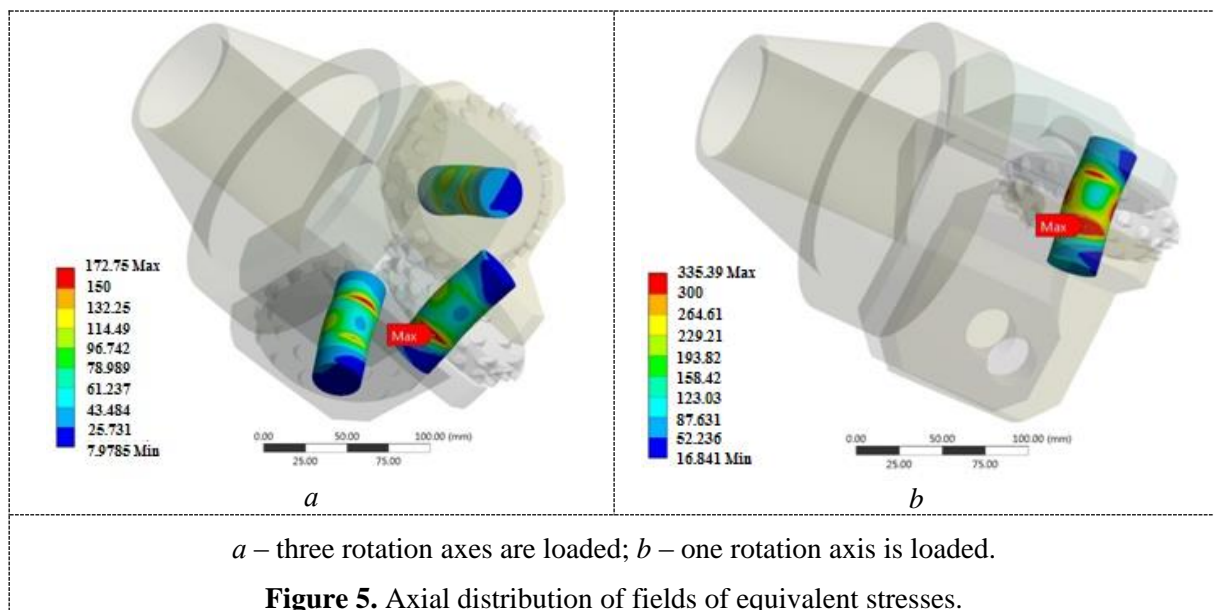 172.75 Max
150
132.25
114.49
96.742
78.989
61.237
43.484
25.731
7.9785 Min
Max
0.00 50.00 100.00 (mm)
25.00 75.00
a
335.39 Max
300
264.61
229.21
193.82
158.42
123.03
87.631
52.236
16.841 Min
Max
0.00 50.00 100.00 (mm)
25.00 75.00
b
a – three rotation axes are loaded; b – one rotation axis is loaded.
Figure 5. Axial distribution of fields of equivalent stresses.